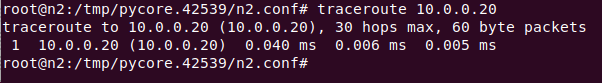 root@n2:/tmp/pycore.42539/n2.conf# traceroute 10.0.0.20
traceroute to 10.0.0.20 (10.0.0.20), 30 hops max, 60 byte packets
 1  10.0.0.20 (10.0.0.20)  0.040 ms  0.006 ms  0.005 ms
root@n2:/tmp/pycore.42539/n2.conf#